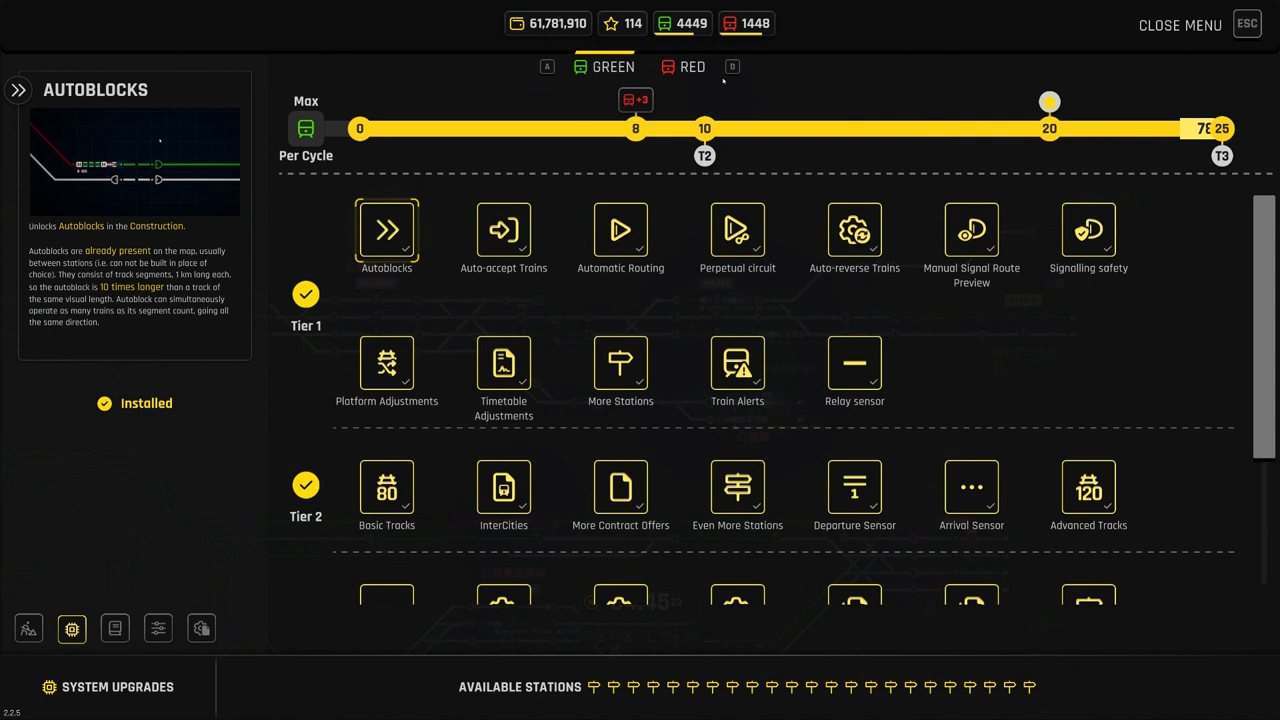 61,781,910
114
4449
1448
CLOSE MENU ESC
A GREEN RED D
AUTOBLOCKS
Unlocks Autoblocks in the Construction.
Autoblocks are already present on the map, usually
between stations (i.e. can not be built in place of
choice). They consist of track segments, 1 km long each,
so the autoblock is 10 times longer than a track of
the same visual length. Autoblock can simultaneously
operate as many trains as its segment count, going all
the same direction.
Installed
Max
Per Cycle
+3
0 8 10 20 78 25
T2 T3
Tier 1
Autoblocks
Auto-accept Trains
Automatic Routing
Perpetual circuit
Auto-reverse Trains
Manual Signal Route
Preview
Signalling safety
Platform Adjustments
Timetable
Adjustments
More Stations
Train Alerts
Relay sensor
Tier 2
80
Basic Tracks
InterCities
More Contract Offers
Even More Stations
1
Departure Sensor
Arrival Sensor
120
Advanced Tracks
SYSTEM UPGRADES
AVAILABLE STATIONS
2.2.5